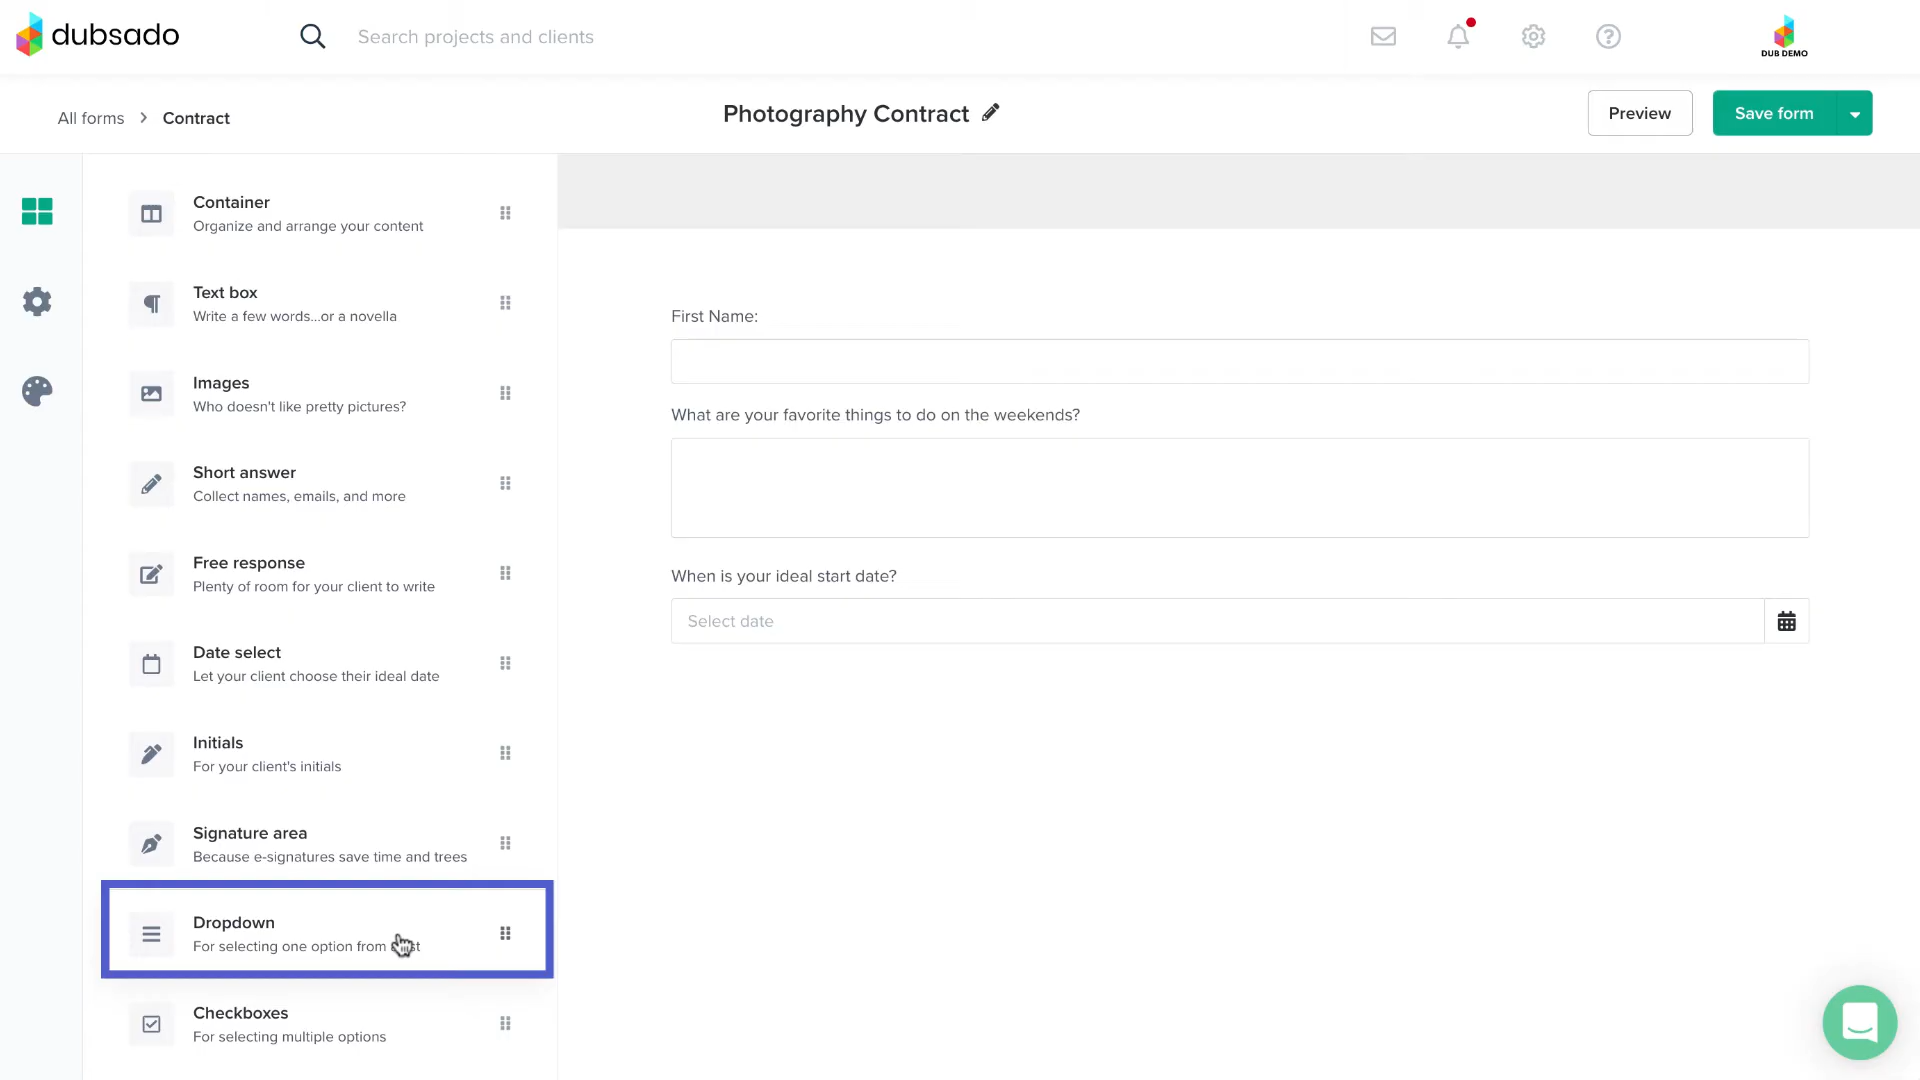 dubsado
Search projects and clients
DUB DEMO
All forms > Contract
Photography Contract
Preview
Save form
Container
Organize and arrange your content
Text box
Write a few words...or a novella
Images
Who doesn't like pretty pictures?
Short answer
Collect names, emails, and more
Free response
Plenty of room for your client to write
Date select
Let your client choose their ideal date
Initials
For your client's initials
Signature area
Because e-signatures save time and trees
Dropdown
For selecting one option from
Checkboxes
For selecting multiple options
First Name:
What are your favorite things to do on the weekends?
When is your ideal start date?
Select date